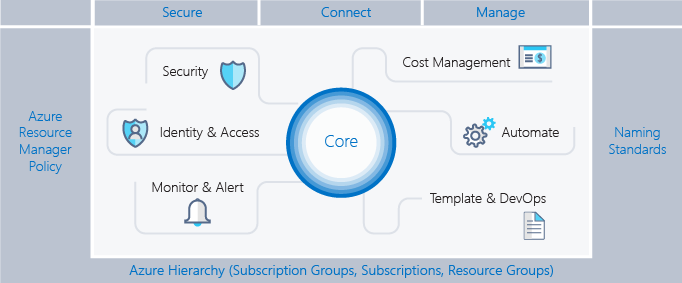 Secure
Connect
Manage
Security
Cost Management
Azure
Resource
Manager
Policy
Identity & Access
Core
Automate
Naming
Standards
Monitor & Alert
Template & DevOps
Azure Hierarchy (Subscription Groups, Subscriptions, Resource Groups)